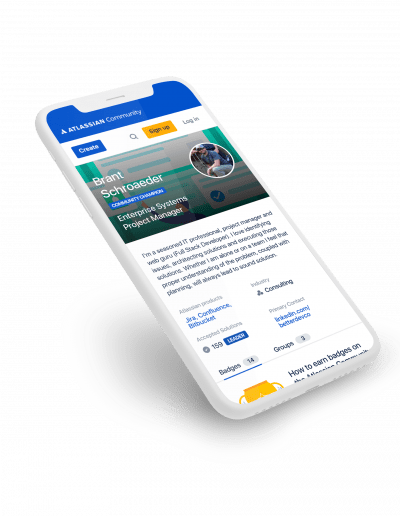 ATLASSIAN Community
Create
Sign up
Log in
Brant
Schroaeder
COMMUNITY CHAMPION
Enterprise Systems
Project Manager
I'm a seasoned IT professional, project manager and
web guru (Full Stack Developer). I love identifying
issues, architecting solutions and executing those
solutions. Whether I am alone or on a team I feel that
proper understanding of the problem, coupled with
planning, will always lead to sound solution.
Atlassian products
Jira, Confluence,
Bitbucket
Industry
Consulting
Accepted Solutions
159 LEADER
Primary Contact
linkedin.com/
betterdevco
Badges 14
Groups 3
How to earn badges on
the Atlassian Community